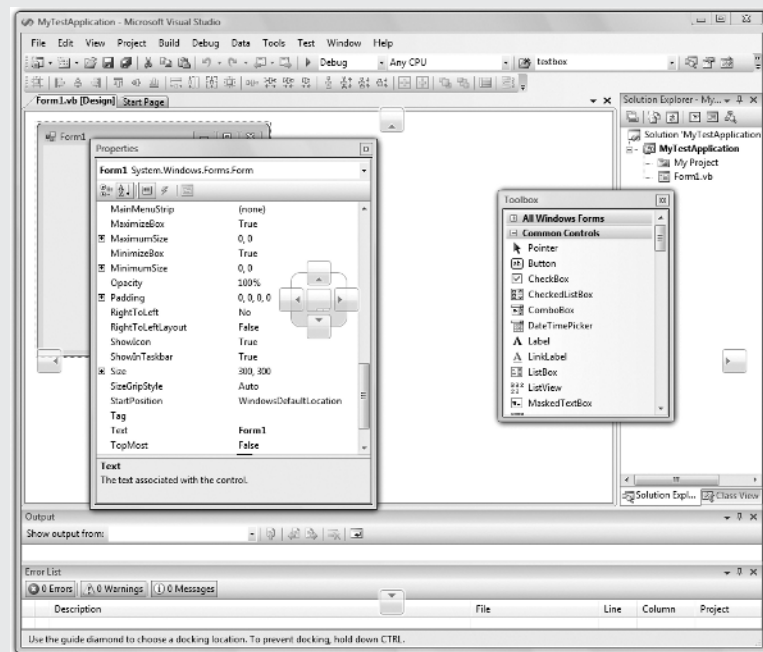 MyTestApplication - Microsoft Visual Studio
File Edit View Project Build Debug Data Tools Test Window Help
Debug Any CPU textbox
Form1.vb [Design] Start Page
Form1
Properties
Form1 System.Windows.Forms.Form
MainMenuStrip (none)
MaximizeBox True
MaximumSize 0, 0
MinimizeBox True
MinimumSize 0, 0
Opacity 100%
Padding 0, 0, 0, 0
RightToLeft No
RightToLeftLayout False
ShowIcon True
ShowInTaskbar True
Size 300, 300
SizeGripStyle Auto
StartPosition WindowsDefaultLocation
Tag
Text Form1
TopMost False
Text
The text associated with the control.
Toolbox
All Windows Forms
Common Controls
Pointer
Button
CheckBox
CheckedListBox
ComboBox
DateTimePicker
Label
LinkLabel
ListBox
ListView
MaskedTextBox
Solution Explorer - My...
Solution 'MyTestApplication
MyTestApplication
My Project
Form1.vb
Solution Expl... Class View
Output
Show output from:
Error List
0 Errors 0 Warnings 0 Messages
Description File Line Column Project
Use the guide diamond to choose a docking location. To prevent docking, hold down CTRL.